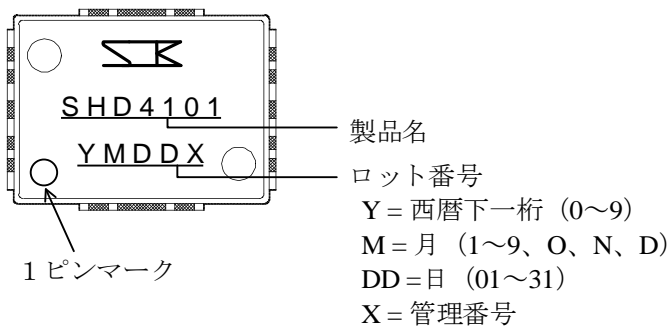 SK
SHD4101
YMDDX
製品名
ロット番号
Y = 西暦下一桁（0～9）
M = 月（1～9、O、N、D）
DD =日（01～31）
X = 管理番号
１ピンマーク